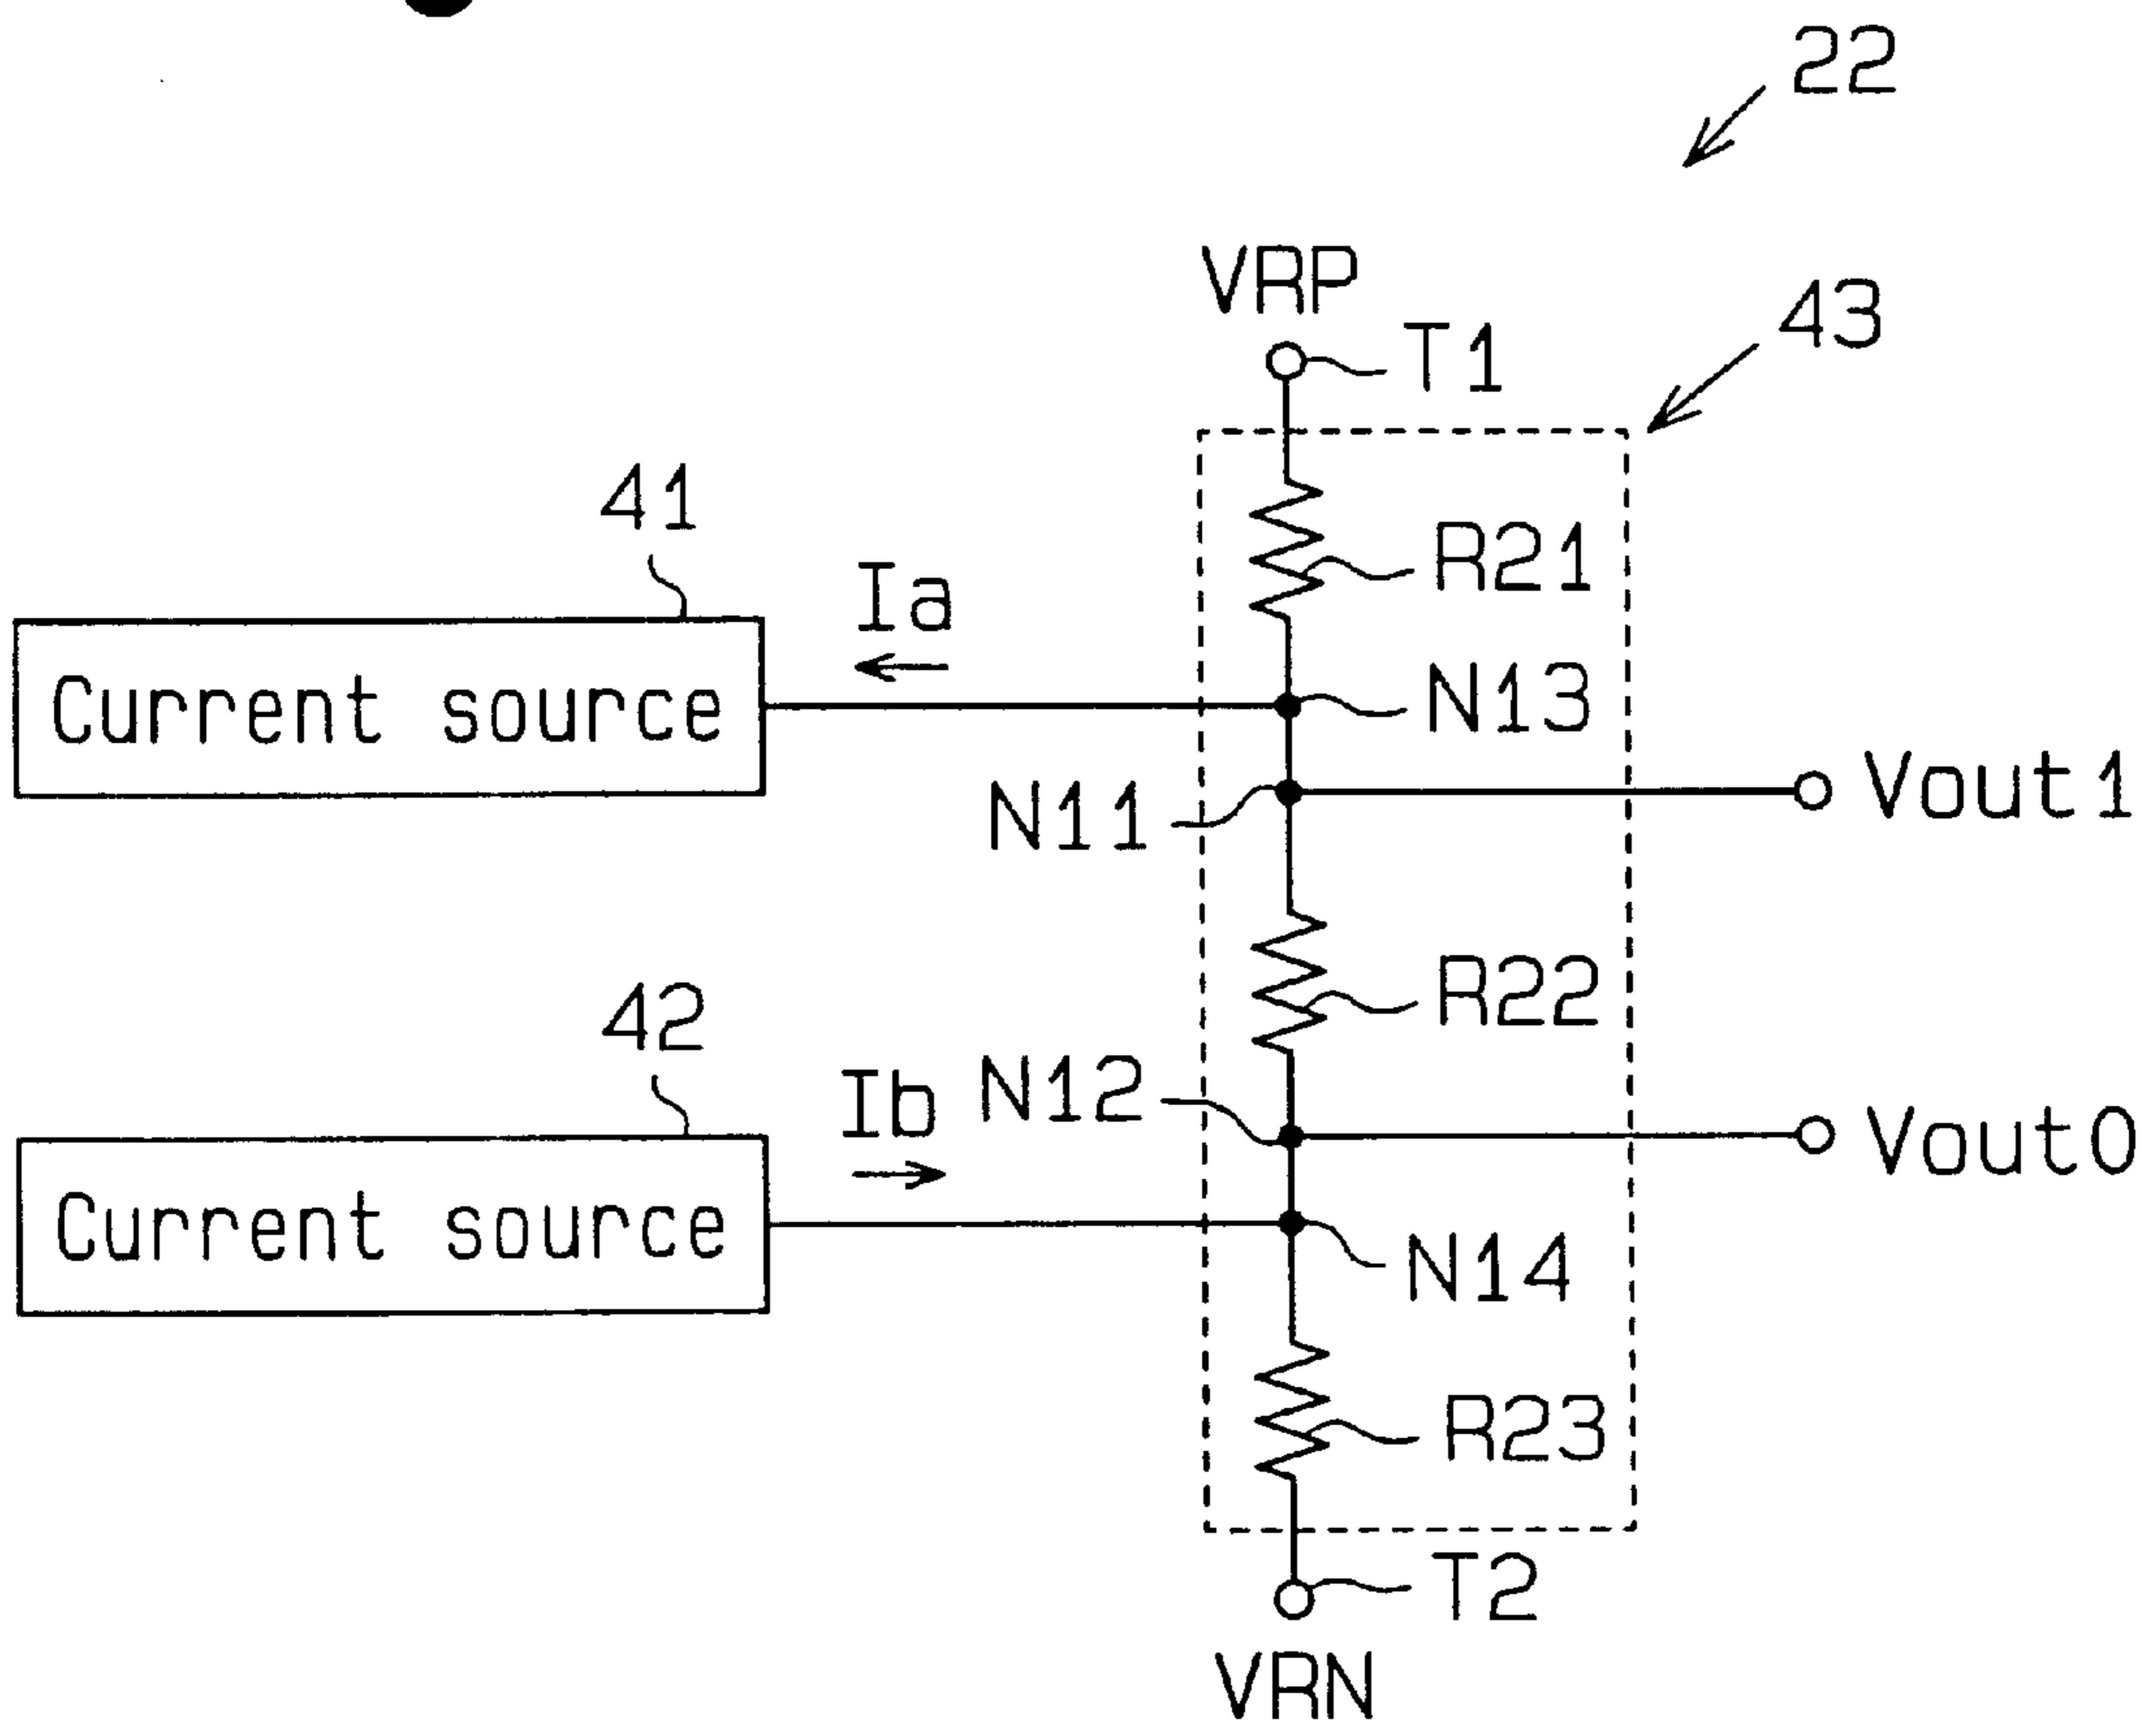 22
VRP
T1
43
41
R21
Ia
N13
Current source
Vout1
N11
R22
42
N12
Ib
Vout0
Current source
N14
R23
T2
VRN